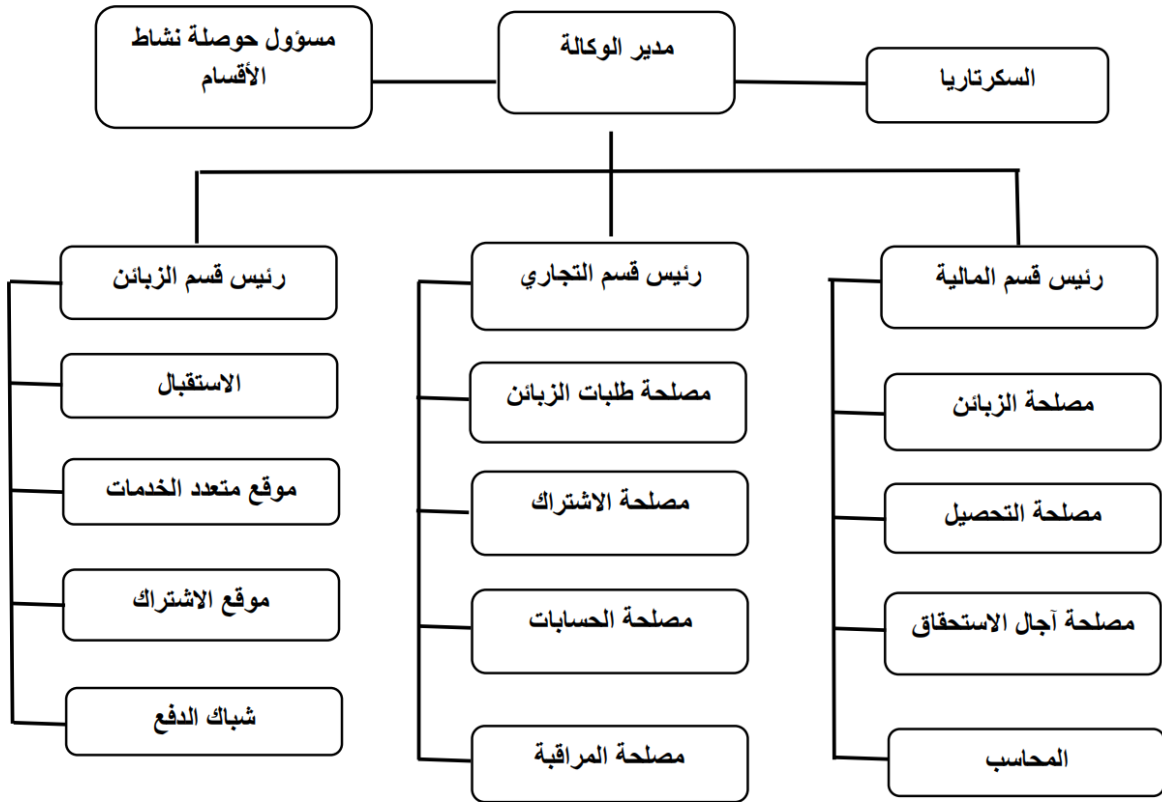 السكرتاريا
مدير الوكالة
مسؤول حوصلة نشاط
الأقسام
رئيس قسم المالية
مصلحة الزبائن
مصلحة التحصيل
مصلحة آجال الاستحقاق
المحاسب
رئيس قسم التجاري
مصلحة طلبات الزبائن
مصلحة الاشتراك
مصلحة الحسابات
مصلحة المراقبة
رئيس قسم الزبائن
الاستقبال
موقع متعدد الخدمات
موقع الاشتراك
شباك الدفع